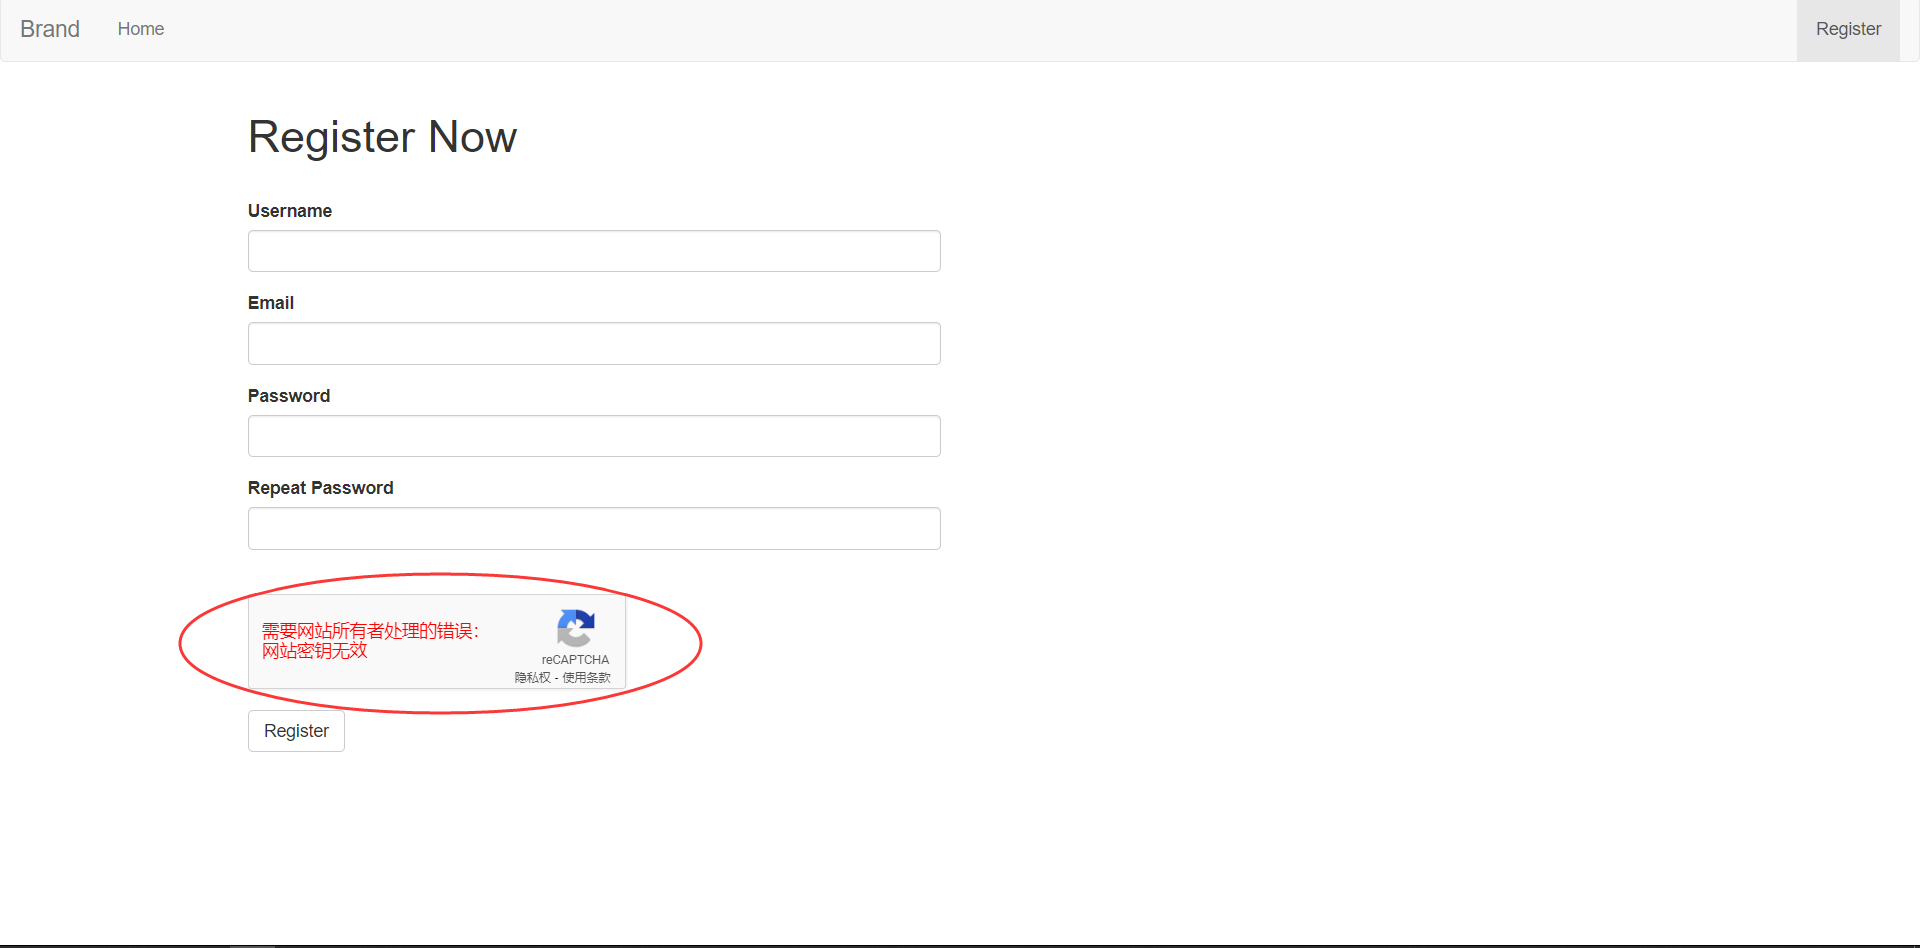 Brand
Home
Register
Register Now
Username
Email
Password
Repeat Password
需要网站所有者处理的错误：
网站密钥无效
reCAPTCHA
隐私权 - 使用条款
Register